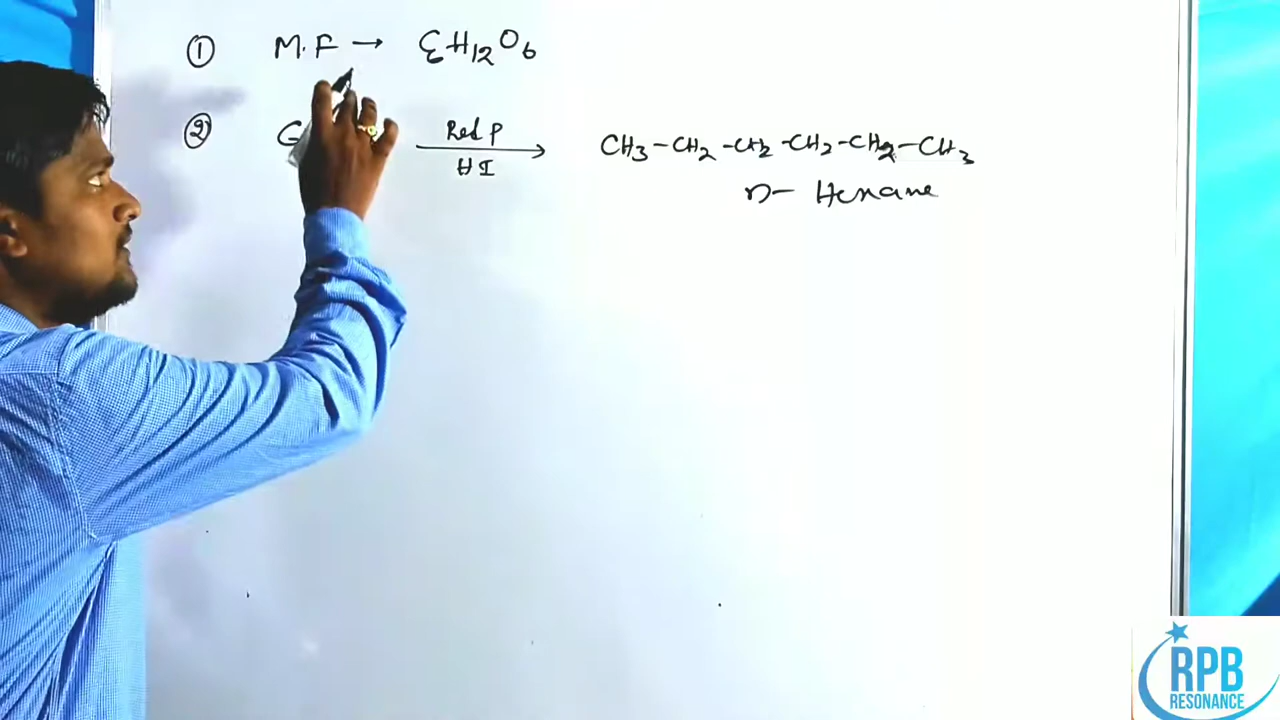 ① M.F → C6H12O6
② G Red P
HI
CH3-CH2-CH2-CH2-CH2-CH3
n- Hexane
RPB
RESONANCE